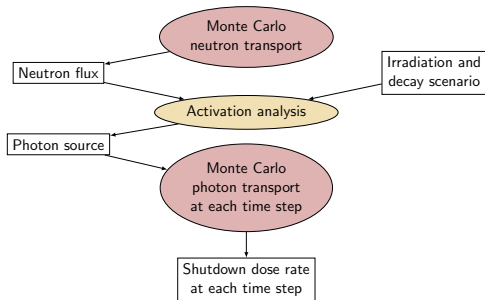 Monte Carlo
neutron transport
Neutron flux
Irradiation and
decay scenario
Activation analysis
Photon source
Monte Carlo
photon transport
at each time step
Shutdown dose rate
at each time step